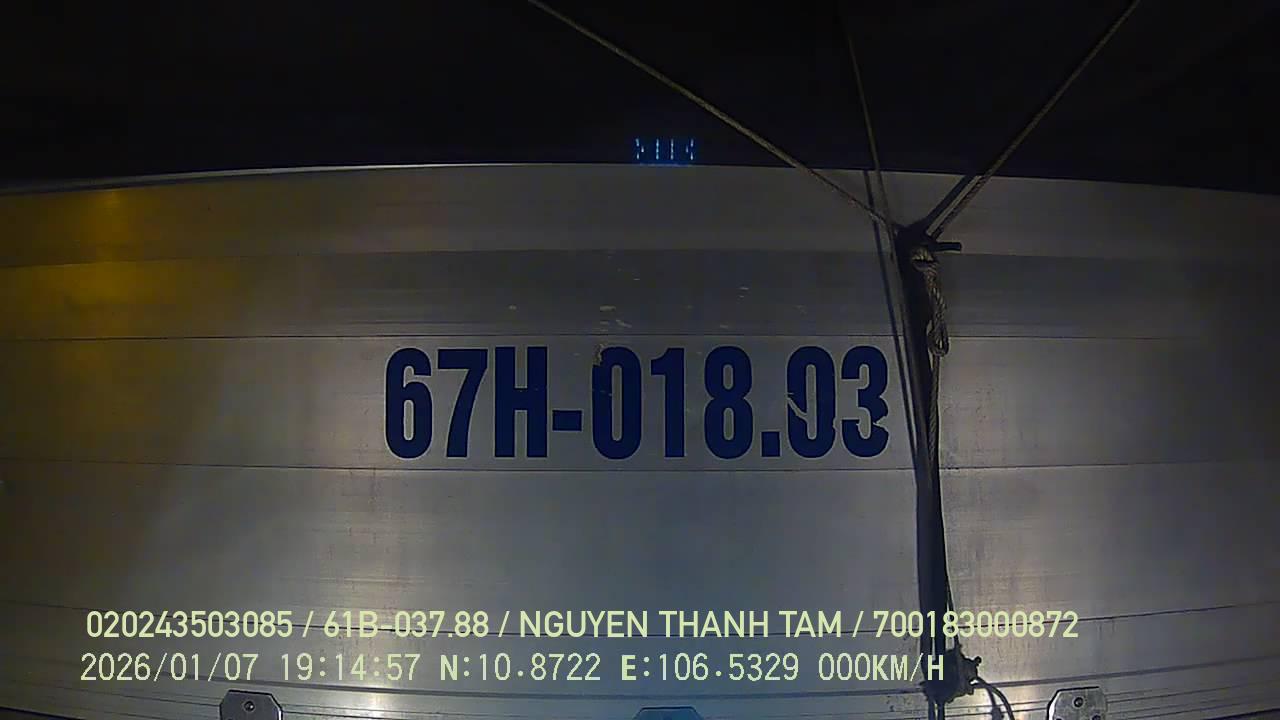 67H-018.03
020243503085 / 61B-037.88 / NGUYEN THANH TAM / 700183000872
2026/01/07 19:14:57 N:10.8722 E:106.5329 000KM/H